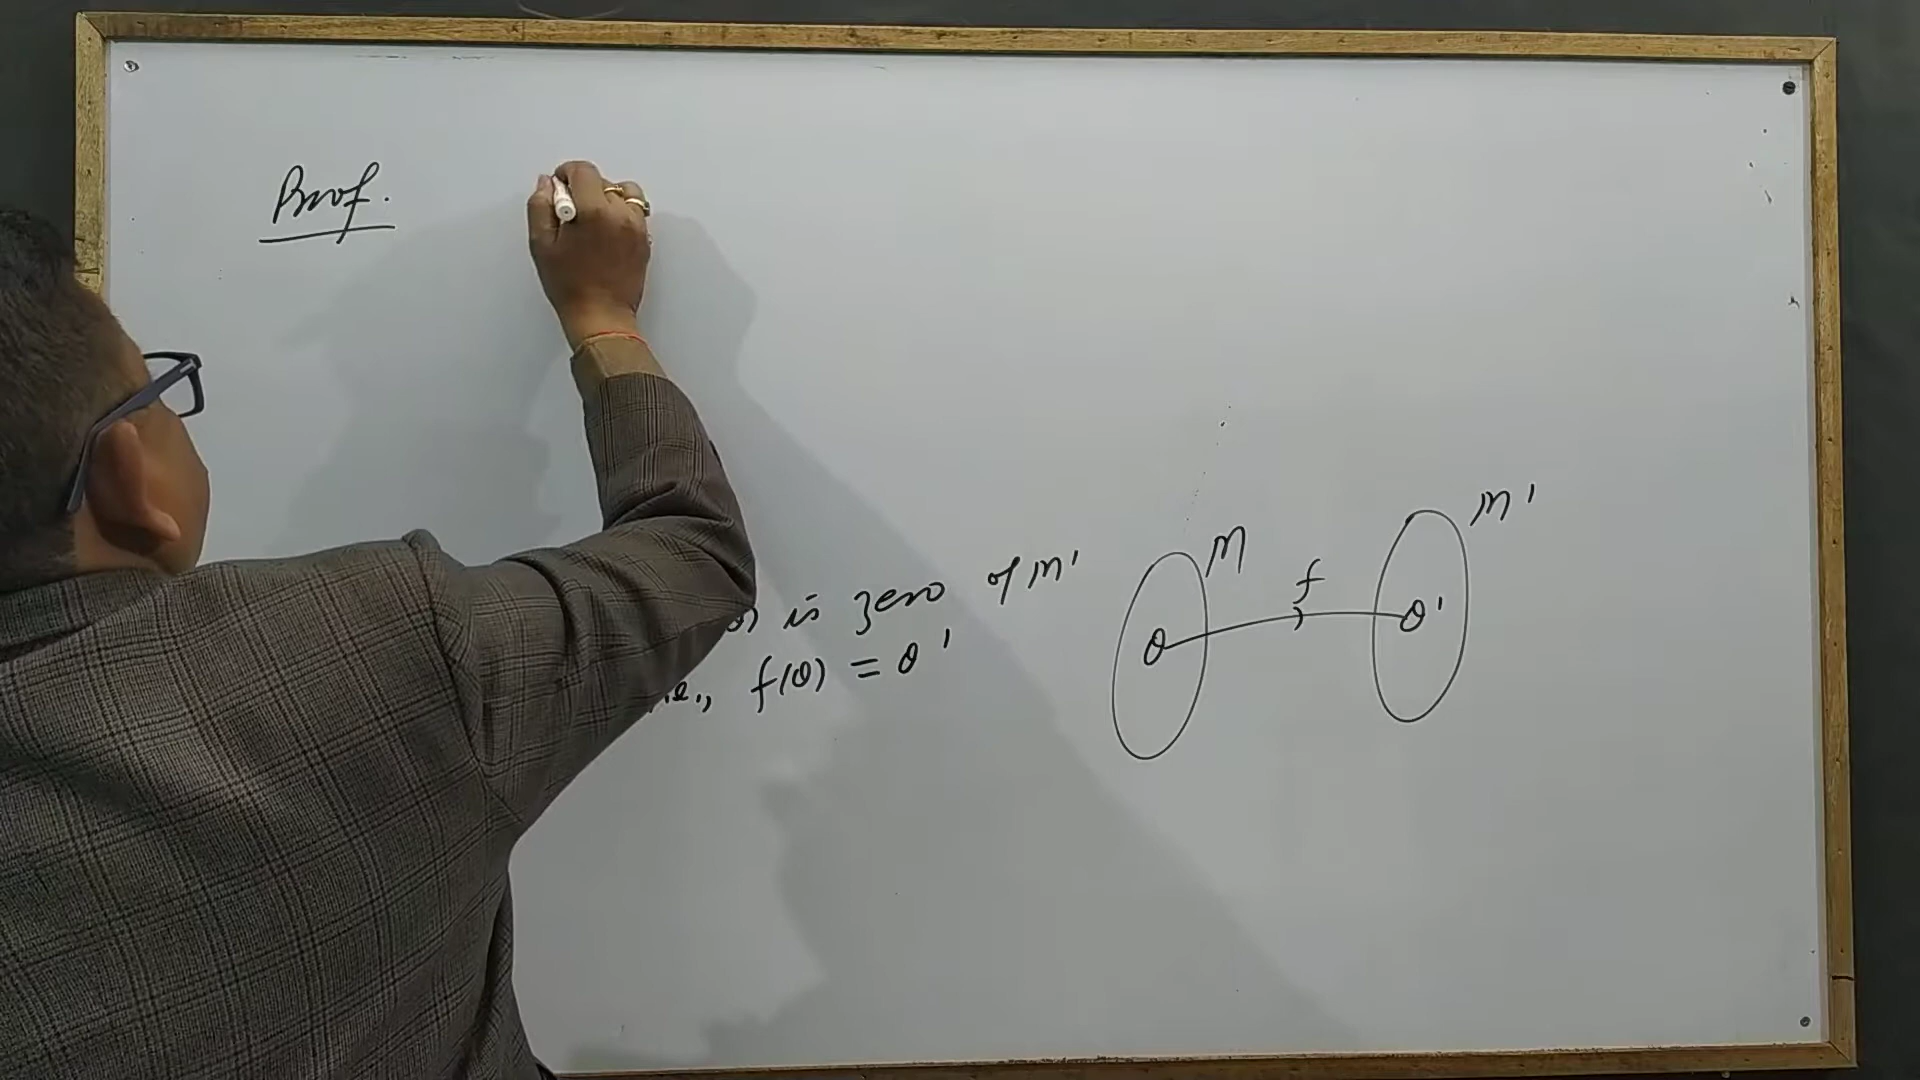 Proof.
is zero of M'
i.e., f(0) = 0'
M
f
M'
0
0'